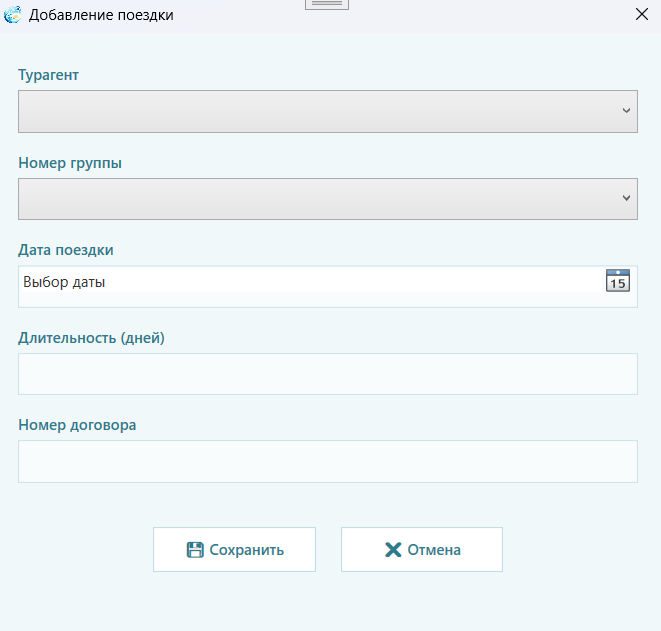 Добавление поездки
Турагент
Номер группы
Дата поездки
Выбор даты
15
Длительность (дней)
Номер договора
Сохранить
Отмена